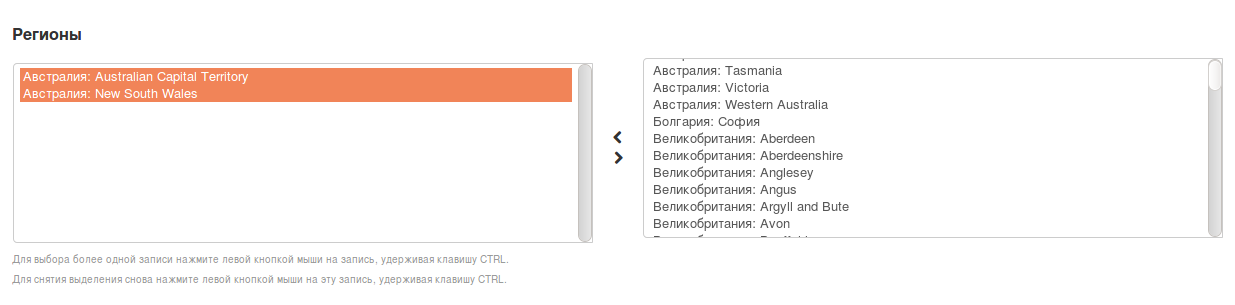 Регионы
Австралия: Australian Capital Territory
Австралия: New South Wales
Австралия: Tasmania
Австралия: Victoria
Австралия: Western Australia
Болгария: София
Великобритания: Aberdeen
Великобритания: Aberdeenshire
Великобритания: Anglesey
Великобритания: Angus
Великобритания: Argyll and Bute
Великобритания: Avon
Для выбора более одной записи нажмите левой кнопкой мыши на запись, удерживая клавишу CTRL.
Для снятия выделения снова нажмите левой кнопкой мыши на эту запись, удерживая клавишу CTRL.